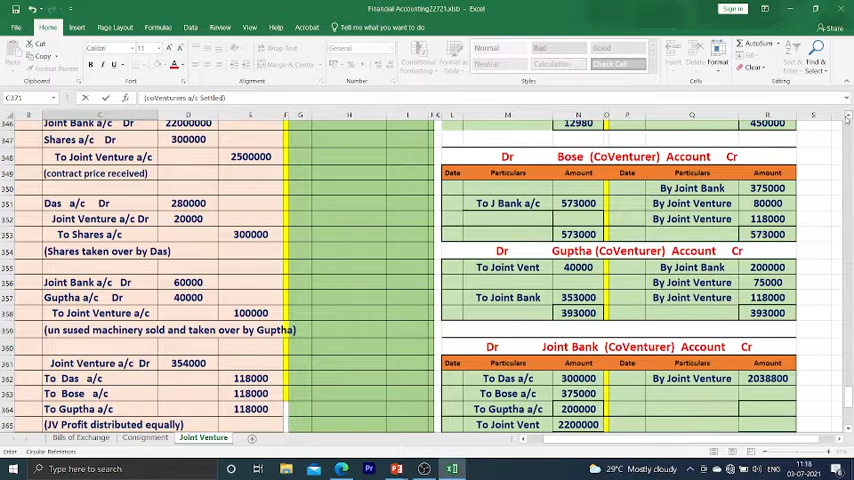 Financial Accounting22721.xlsb - Excel
Sign in
File Home Insert Page Layout Formulas Data Review View Help Acrobat Tell me what you want to do Share
Cut
Copy
Format Painter
Clipboard
Calibri 11
Font
Wrap Text
Merge & Center
Alignment
General
Number
Conditional Formatting
Format as Table
Normal Bad Good
Neutral Calculation Check Cell
Styles
Insert Delete Format
Cells
AutoSum
Fill
Clear
Sort & Filter
Find & Select
Editing
C371 (coVenturers a/c Settled)
B C D E F G H I J K L M N O P Q R S
346 Joint Bank a/c Dr 22000000 12980 450000
347 Shares a/c Dr 300000
348 To Joint Venture a/c 2500000 Dr Bose (CoVenturer) Account Cr
349 (contract price received) Date Particulars Amount Date Particulars Amount
350 By Joint Bank 375000
351 Das a/c Dr 280000 To J Bank a/c 573000 By Joint Venture 80000
352 Joint Venture a/c Dr 20000 By Joint Venture 118000
353 To Shares a/c 300000 573000 573000
354 (Shares taken over by Das) Dr Guptha (CoVenturer) Account Cr
355 To Joint Vent 40000 By Joint Bank 200000
356 Joint Bank a/c Dr 60000 By Joint Venture 75000
357 Guptha a/c Dr 40000 To Joint Bank 353000 By Joint Venture 118000
358 To Joint Venture a/c 100000 393000 393000
359 (un sused machinery sold and taken over by Guptha)
360 Dr Joint Bank (CoVenturer) Account Cr
361 Joint Venture a/c Dr 354000 Date Particulars Amount Date Particulars Amount
362 To Das a/c 118000 To Das a/c 300000 By Joint Venture 2038800
363 To Bose a/c 118000 To Bose a/c 375000
364 To Guptha a/c 118000 To Guptha a/c 200000
365 (JV Profit distributed equally) To Joint Vent 2200000
Bills of Exchange Consignment Joint Venture
Enter Circular References
Type here to search
29°C Mostly cloudy ENG 11:18
03-07-2021